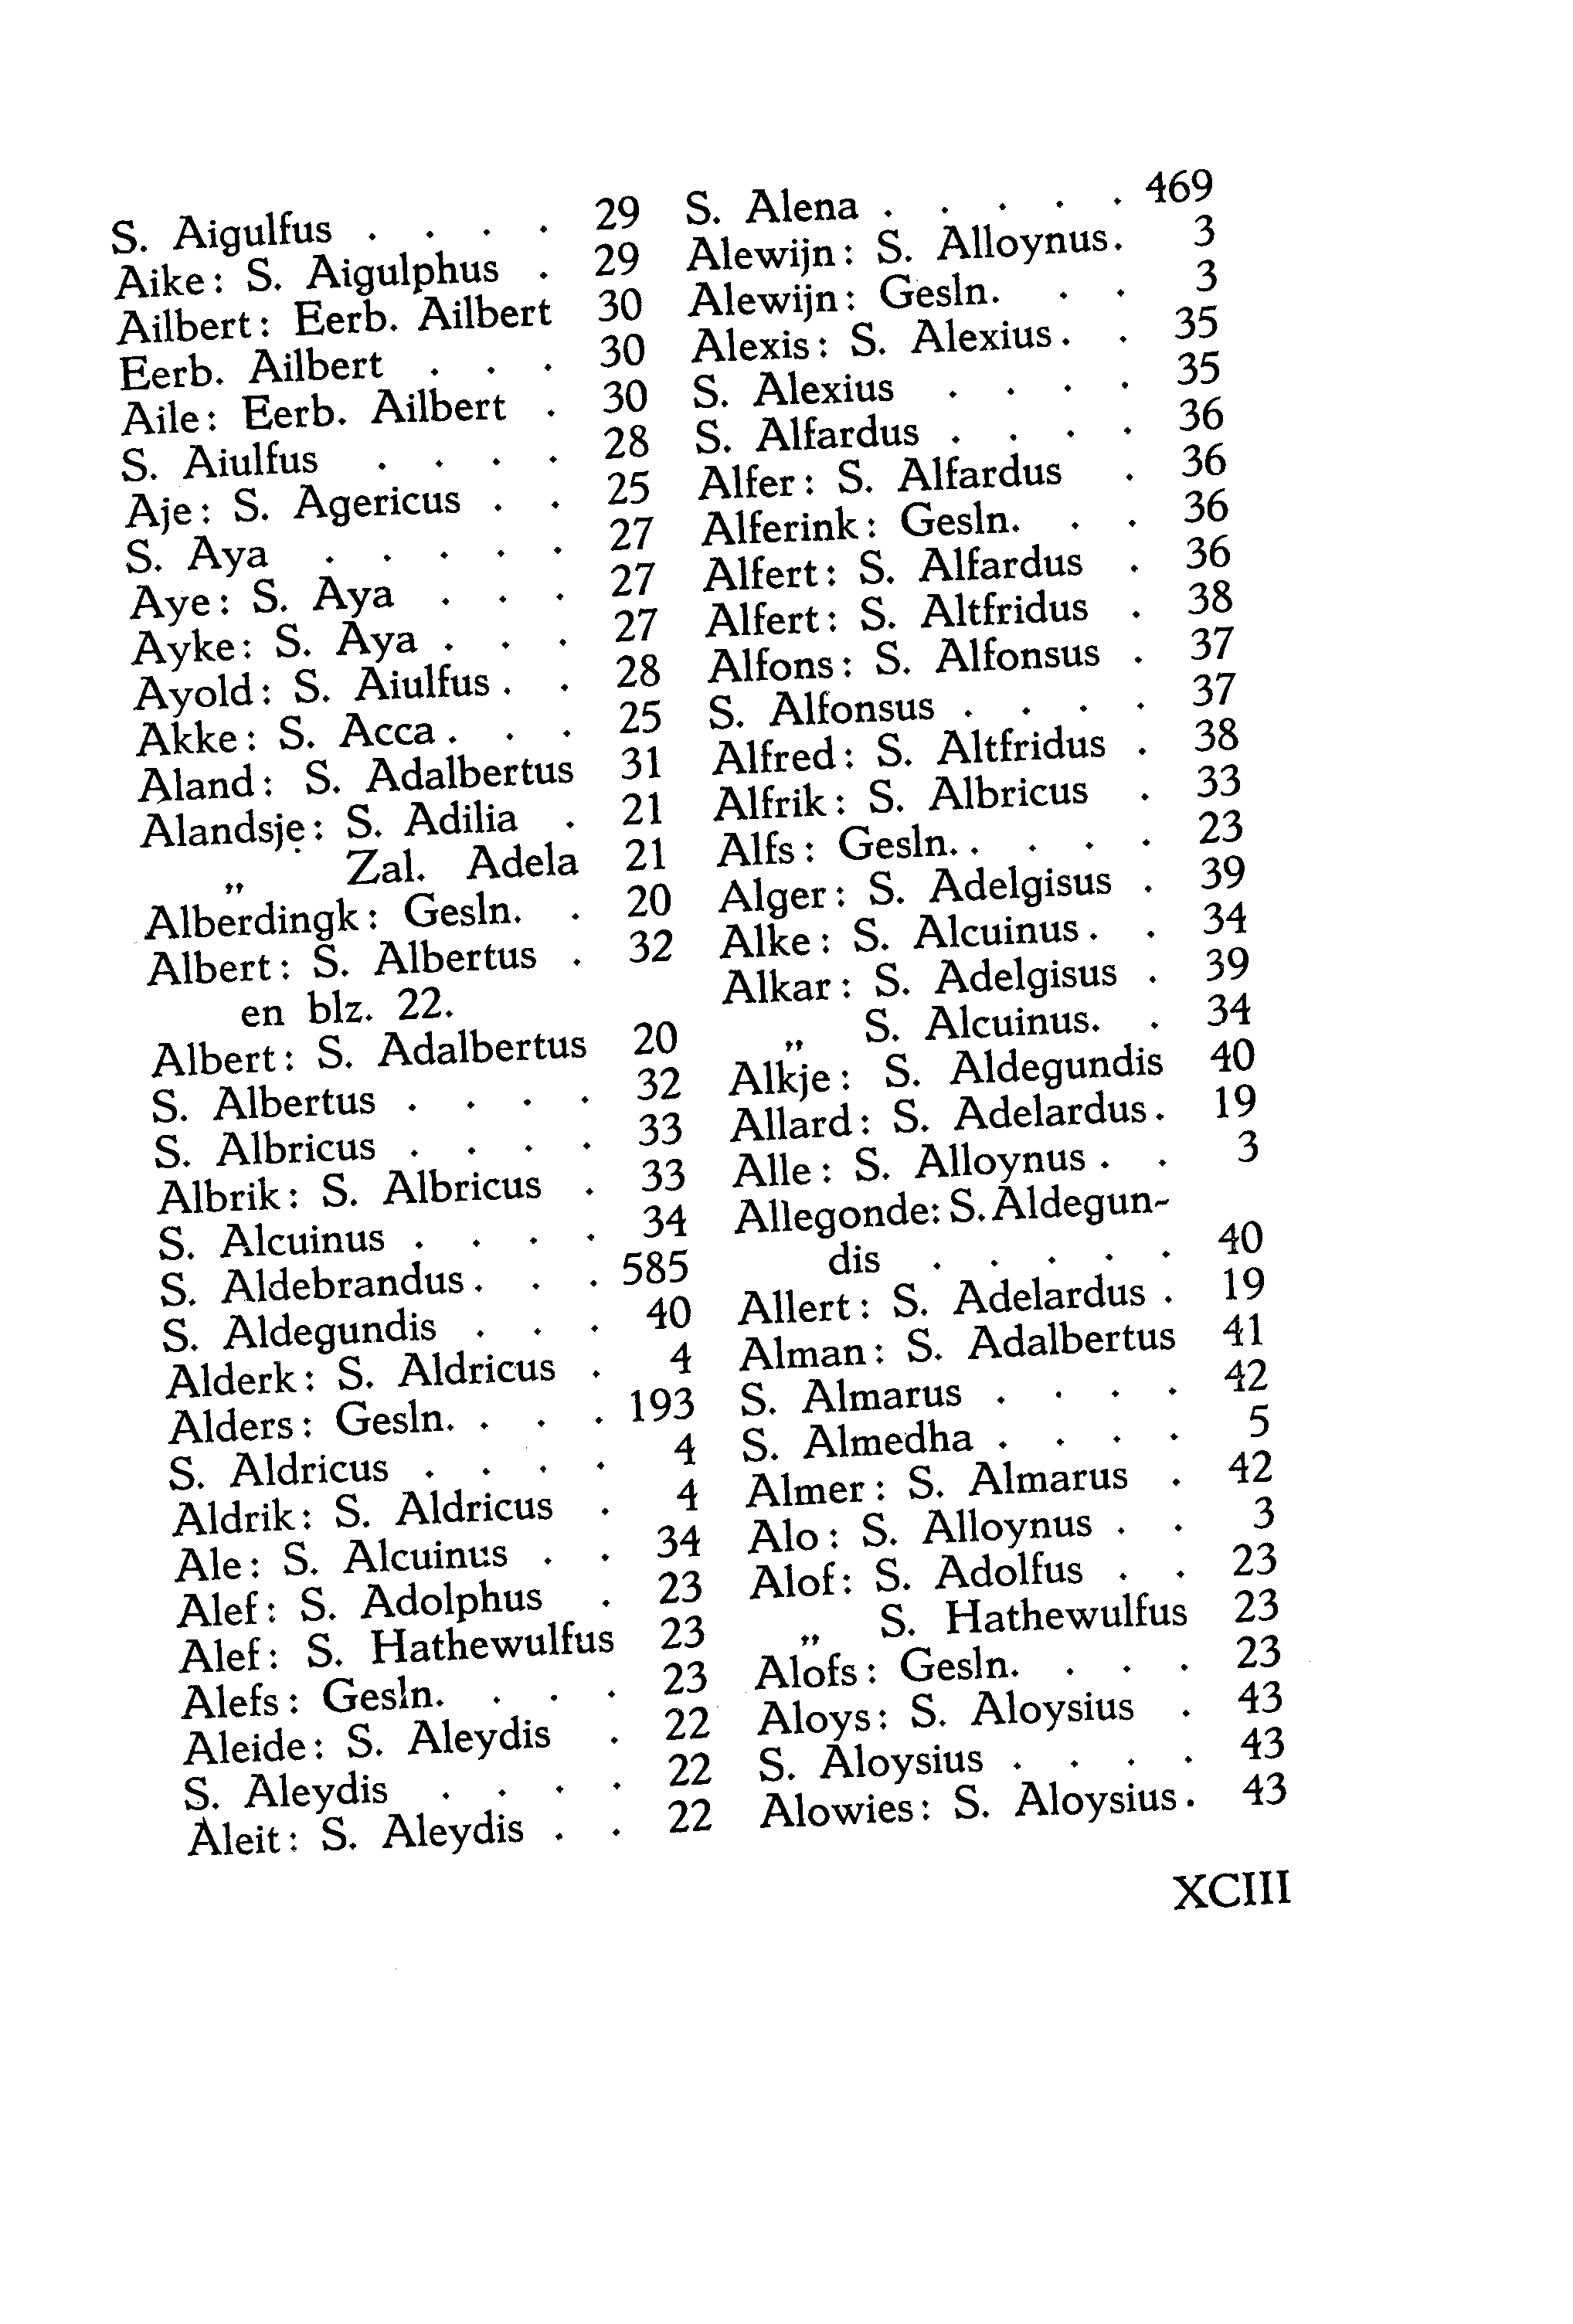 S. Aigulfus . . . . 29
Aike: S. Aigulphus . 29
Ailbert: Eerb. Ailbert 30
Eerb. Ailbert . . . 30
Aile: Eerb. Ailbert . 30
S. Aiulfus . . . . 28
Aje: S. Agericus . . 25
S. Aya . . . . . 27
Aye: S. Aya . . . 27
Ayke: S. Aya . . . 27
Ayold: S. Aiulfus . . 28
Akke: S. Acca . . . 25
Aland: S. Adalbertus 31
Alandsje: S. Adilia . 21
„ Zal. Adela 21
Alberdingk: Gesln. . 20
Albert: S. Albertus . 32
en blz. 22.
Albert: S. Adalbertus 20
S. Albertus . . . . 32
S. Albricus . . . . 33
Albrik: S. Albricus . 33
S. Alcuinus . . . . 34
S. Aldebrandus . . . 585
S. Aldegundis . . . 40
Alderk: S. Aldricus . 4
Alders: Gesln. . . . 193
S. Aldricus . . . . 4
Aldrik: S. Aldricus . 4
Ale: S. Alcuinus . . 34
Alef: S. Adolphus . 23
Alef: S. Hathewulfus 23
Alefs: Gesln. . . . 23
Aleide: S. Aleydis . 22
S. Aleydis . . . . 22
Aleit: S. Aleydis . . 22
S. Alena . . . . . 469
Alewijn: S. Alloynus. 3
Alewijn: Gesln. . . 3
Alexis: S. Alexius . . 35
S. Alexius . . . . 35
S. Alfardus . . . . 36
Alfer: S. Alfardus . 36
Alferink: Gesln. . . 36
Alfert: S. Alfardus . 36
Alfert: S. Altfridus . 38
Alfons: S. Alfonsus . 37
S. Alfonsus . . . . 37
Alfred: S. Altfridus . 38
Alfrik: S. Albricus . 33
Alfs: Gesln. . . . . 23
Alger: S. Adelgisus . 39
Alke: S. Alcuinus . . 34
Alkar: S. Adelgisus . 39
„ S. Alcuinus. . 34
Alkje: S. Aldegundis 40
Allard: S. Adelardus. 19
Alle: S. Alloynus . . 3
Allegonde: S. Aldegun-
dis . . . . . 40
Allert: S. Adelardus . 19
Alman: S. Adalbertus 41
S. Almarus . . . . 42
S. Almedha . . . . 5
Almer: S. Almarus . 42
Alo: S. Alloynus . . 3
Alof: S. Adolfus . . 23
„ S. Hathewulfus 23
Alofs: Gesln. . . . 23
Aloys: S. Aloysius . 43
S. Aloysius . . . . 43
Alowies: S. Aloysius. 43
XCIII